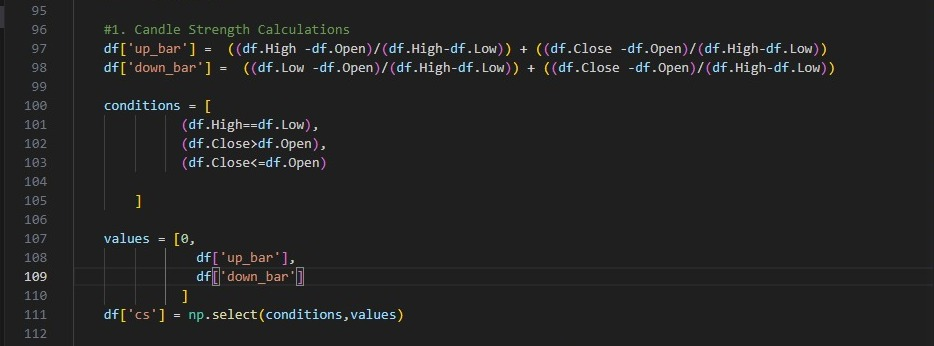 95
96 #1. Candle Strength Calculations
97 df['up_bar'] =  ((df.High -df.Open)/(df.High-df.Low)) + ((df.Close -df.Open)/(df.High-df.Low))
98 df['down_bar'] =  ((df.Low -df.Open)/(df.High-df.Low)) + ((df.Close -df.Open)/(df.High-df.Low))
99
100 conditions = [
101 (df.High==df.Low),
102 (df.Close>df.Open),
103 (df.Close<=df.Open)
104
105 ]
106
107 values = [0,
108 df['up_bar'],
109 df['down_bar']
110 ]
111 df['cs'] = np.select(conditions,values)
112